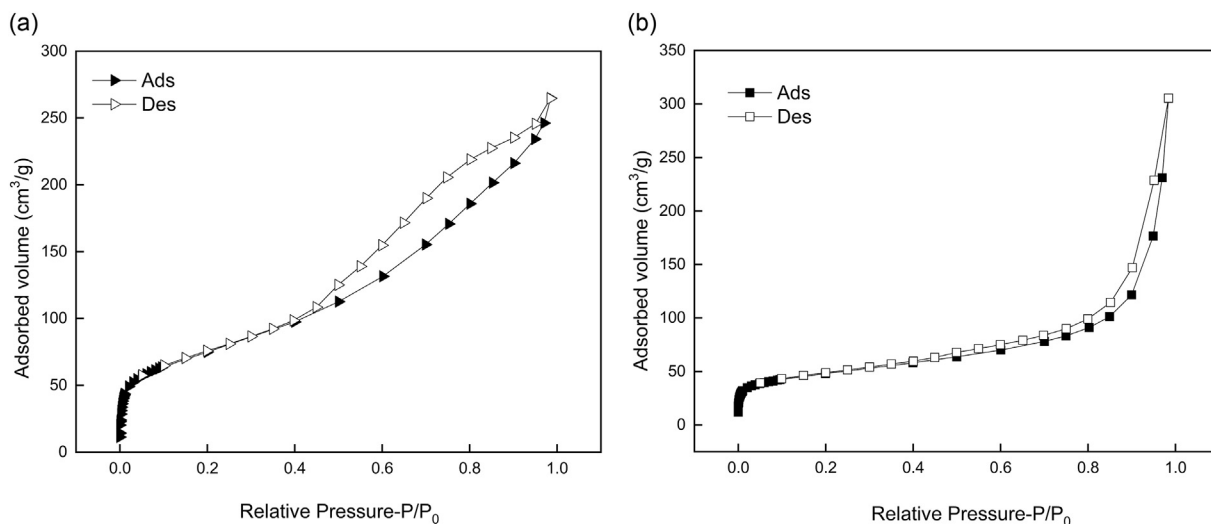 (a)
300
250
200
150
100
50
0
Adsorbed volume (cm³/g)
Ads
Des
0.0 0.2 0.4 0.6 0.8 1.0
Relative Pressure-P/P₀
(b)
350
300
250
200
150
100
50
0
Adsorbed volume (cm³/g)
Ads
Des
0.0 0.2 0.4 0.6 0.8 1.0
Relative Pressure-P/P₀